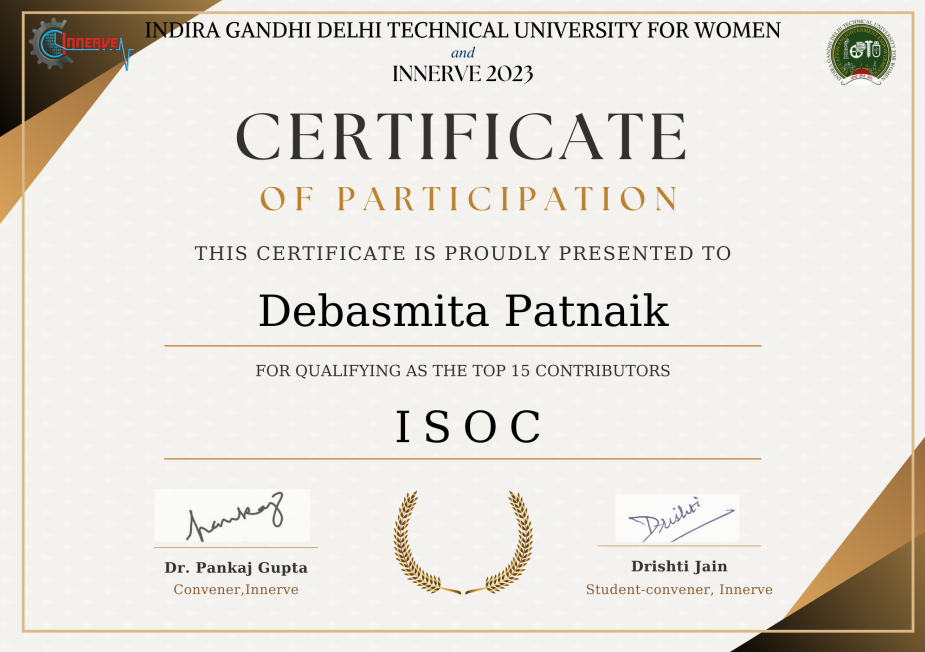 INNERVE
INDIRA GANDHI DELHI TECHNICAL UNIVERSITY FOR WOMEN
and
INNERVE 2023
CERTIFICATE
OF PARTICIPATION
THIS CERTIFICATE IS PROUDLY PRESENTED TO
Debasmita Patnaik
FOR QUALIFYING AS THE TOP 15 CONTRIBUTORS
ISOC
Pankaj
Drishti
Dr. Pankaj Gupta
Convener,Innerve
Drishti Jain
Student-convener, Innerve